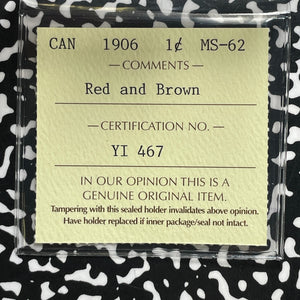 CAN 1906 1¢ MS-62
— COMMENTS —
Red and Brown
— CERTIFICATION NO. —
YI 467
IN OUR OPINION THIS IS A
GENUINE ORIGINAL ITEM.
Tampering with this sealed holder invalidates above opinion.
Have holder replaced if inner package/seal not intact.